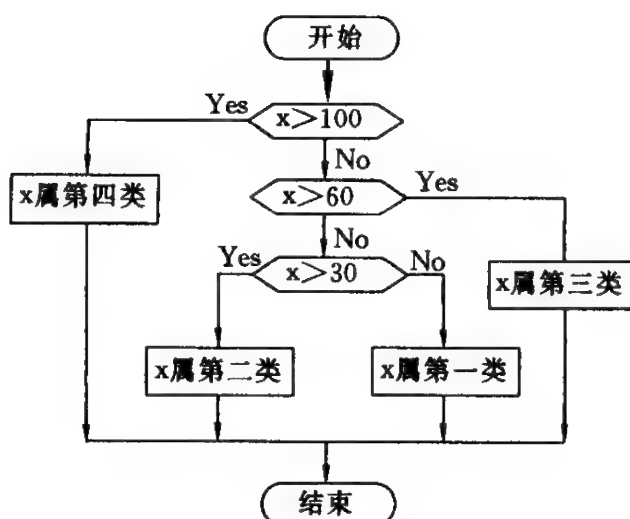 开始
Yes
x>100
No
x属第四类
x>60
Yes
No
Yes
x>30
No
x属第三类
x属第二类
x属第一类
结束